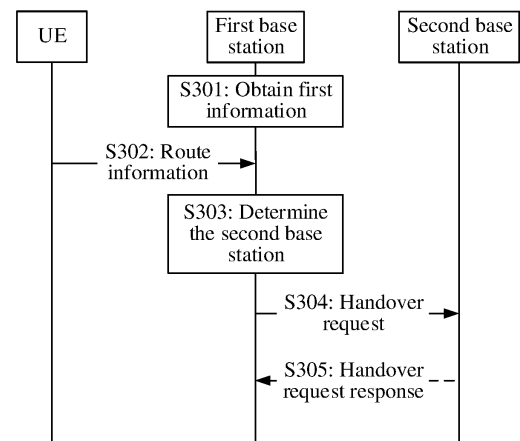 UE
First base
station
Second base
station
S301: Obtain first
information
S302: Route
information
S303: Determine
the second base
station
S304: Handover
request
S305: Handover
request response